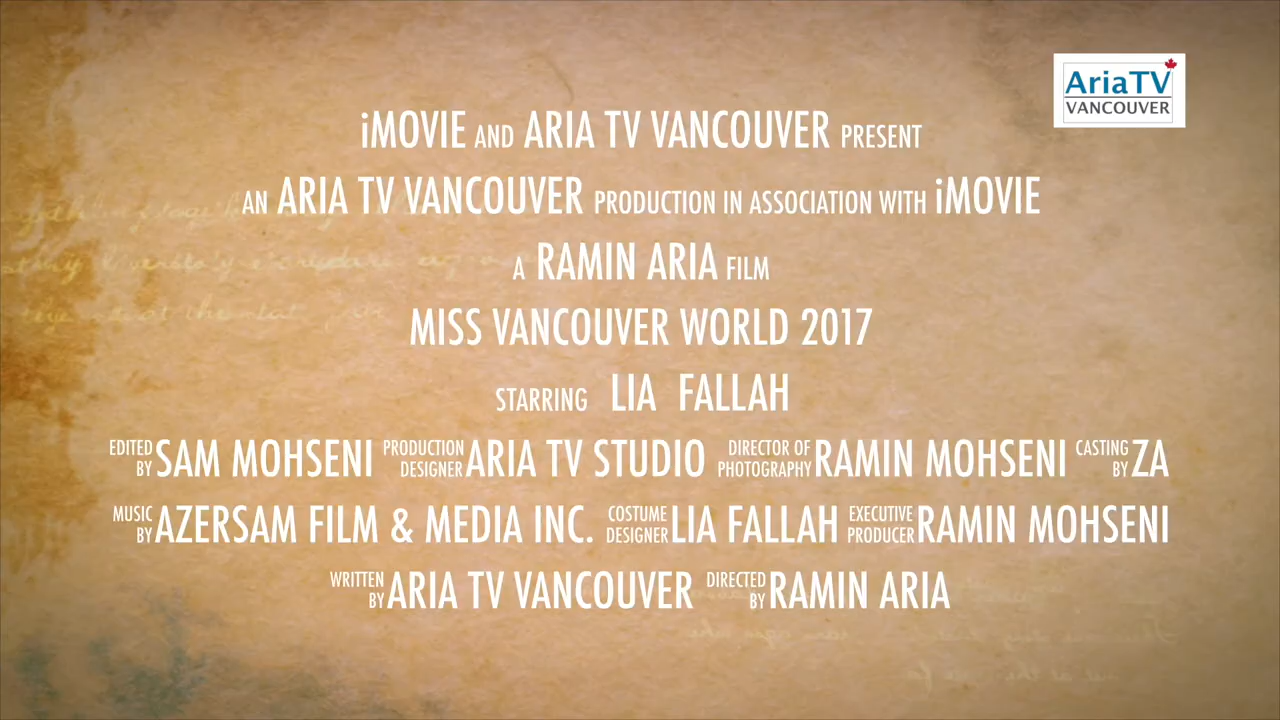 AriaTV
VANCOUVER
iMOVIE AND ARIA TV VANCOUVER PRESENT
AN ARIA TV VANCOUVER PRODUCTION IN ASSOCIATION WITH iMOVIE
A RAMIN ARIA FILM
MISS VANCOUVER WORLD 2017
STARRING LIA FALLAH
EDITED BY SAM MOHSENI PRODUCTION DESIGNER ARIA TV STUDIO DIRECTOR OF PHOTOGRAPHY RAMIN MOHSENI CASTING BY ZA
MUSIC BY AZERSAM FILM & MEDIA INC. COSTUME DESIGNER LIA FALLAH EXECUTIVE PRODUCER RAMIN MOHSENI
WRITTEN BY ARIA TV VANCOUVER DIRECTED BY RAMIN ARIA